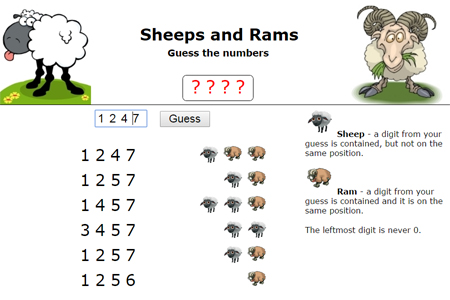 Sheeps and Rams
Guess the numbers
? ? ? ?
1 2 4 7
Guess
1 2 4 7
1 2 5 7
1 4 5 7
3 4 5 7
1 2 5 7
1 2 5 6
Sheep - a digit from your
guess is contained, but not on the
same position.
Ram - a digit from your
guess is contained and it is on the
same position.
The leftmost digit is never 0.